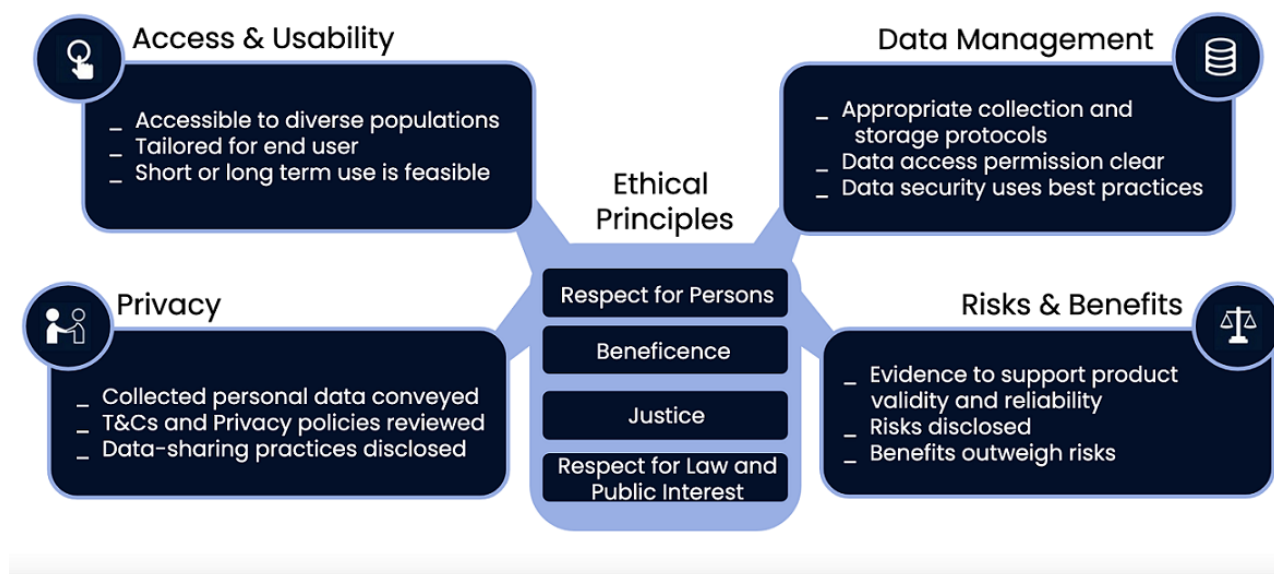 Access & Usability
_ Accessible to diverse populations
_ Tailored for end user
_ Short or long term use is feasible
Data Management
_ Appropriate collection and
storage protocols
_ Data access permission clear
_ Data security uses best practices
Ethical
Principles
Respect for Persons
Beneficence
Justice
Respect for Law and
Public Interest
Privacy
_ Collected personal data conveyed
_ T&Cs and Privacy policies reviewed
_ Data-sharing practices disclosed
Risks & Benefits
_ Evidence to support product
validity and reliability
_ Risks disclosed
_ Benefits outweigh risks